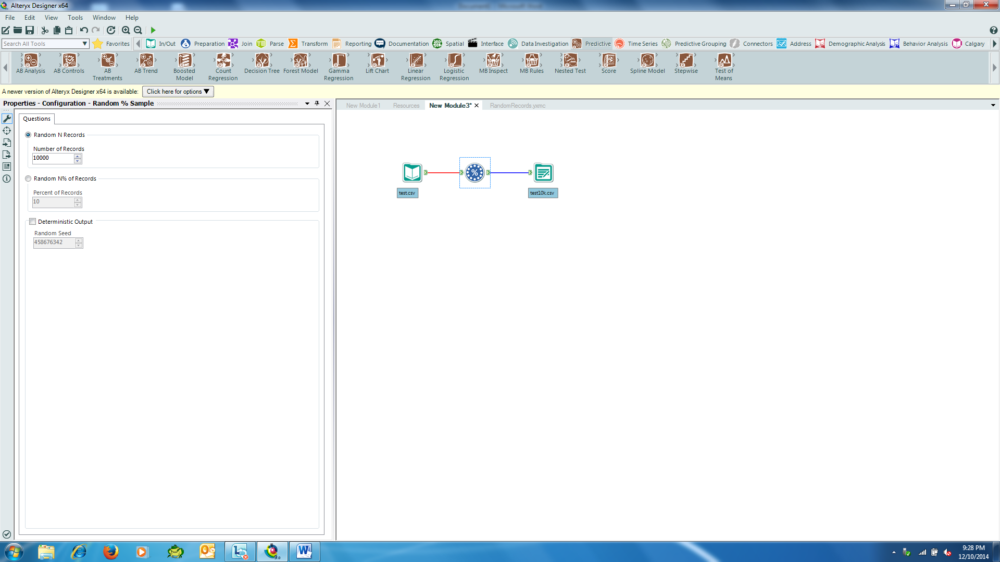 Alteryx Designer x64
File Edit View Tools Window Help
Search All Tools Favorites In/Out Preparation Join Parse Transform Reporting Documentation Spatial Interface Data Investigation Predictive Time Series Predictive Grouping Connectors Address Demographic Analysis Behavior Analysis Calgary
AB Analysis AB Controls AB Treatments AB Trend Boosted Model Count Regression Decision Tree Forest Model Gamma Regression Lift Chart Linear Regression Logistic Regression MB Inspect MB Rules Nested Test Score Spline Model Stepwise Test of Means
A newer version of Alteryx Designer x64 is available: Click here for options
Properties - Configuration - Random % Sample
New Module1 Resources New Module3* RandomRecords.yxmc
Questions
Random N Records
Number of Records
10000
Random N% of Records
Percent of Records
10
Deterministic Output
Random Seed
458676342
%
test.csv test10k.csv
9:28 PM
12/10/2014